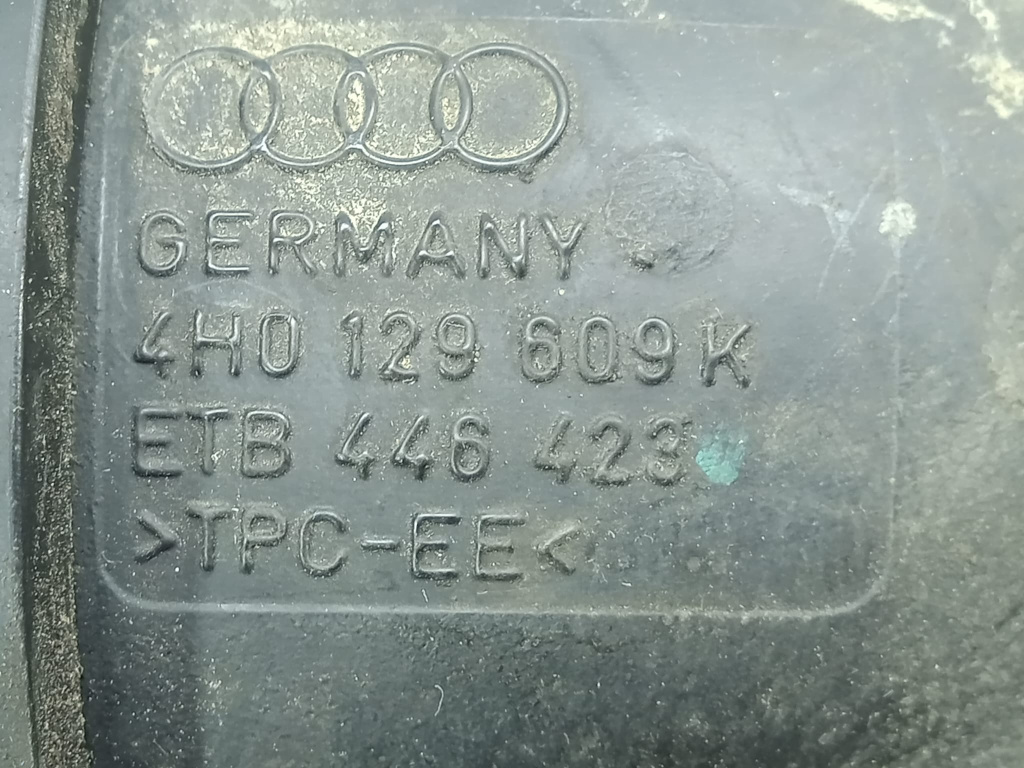 GERMANY
4H0 129 609 K
ETB 446 423
>TPC-EE<